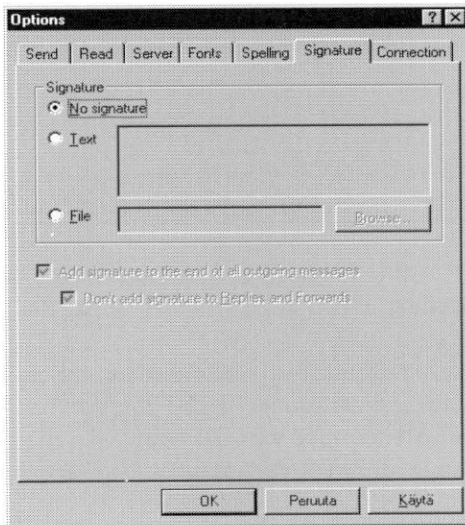 Options
Send Read Server Fonts Spelling Signature Connection
Signature
No signature
Text
File Browse...
Add signature to the end of all outgoing messages
Don't add signature to Replies and Forwards
OK Peruuta Käytä